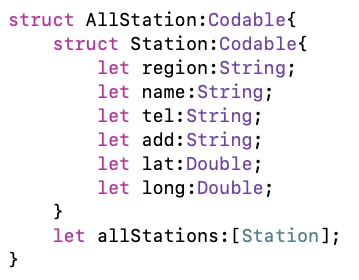 struct AllStation:Codable{
    struct Station:Codable{
        let region:String;
        let name:String;
        let tel:String;
        let add:String;
        let lat:Double;
        let long:Double;
    }
    let allStations:[Station];
}